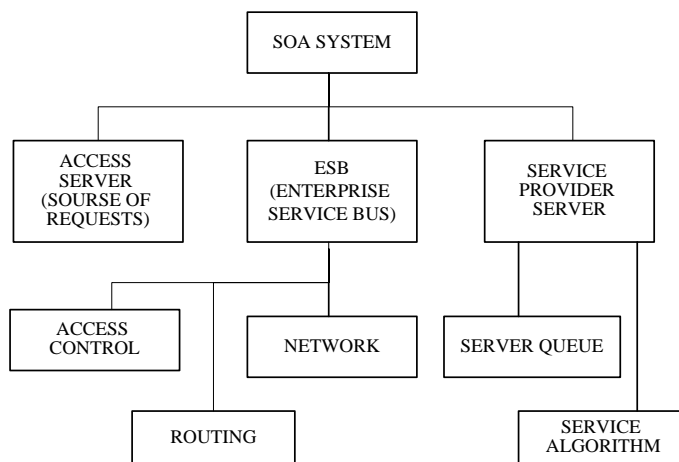 SOA SYSTEM
ACCESS
SERVER
(SOURSE OF
REQUESTS)
ESB
(ENTERPRISE
SERVICE BUS)
SERVICE
PROVIDER
SERVER
ACCESS
CONTROL
NETWORK
SERVER QUEUE
ROUTING
SERVICE
ALGORITHM